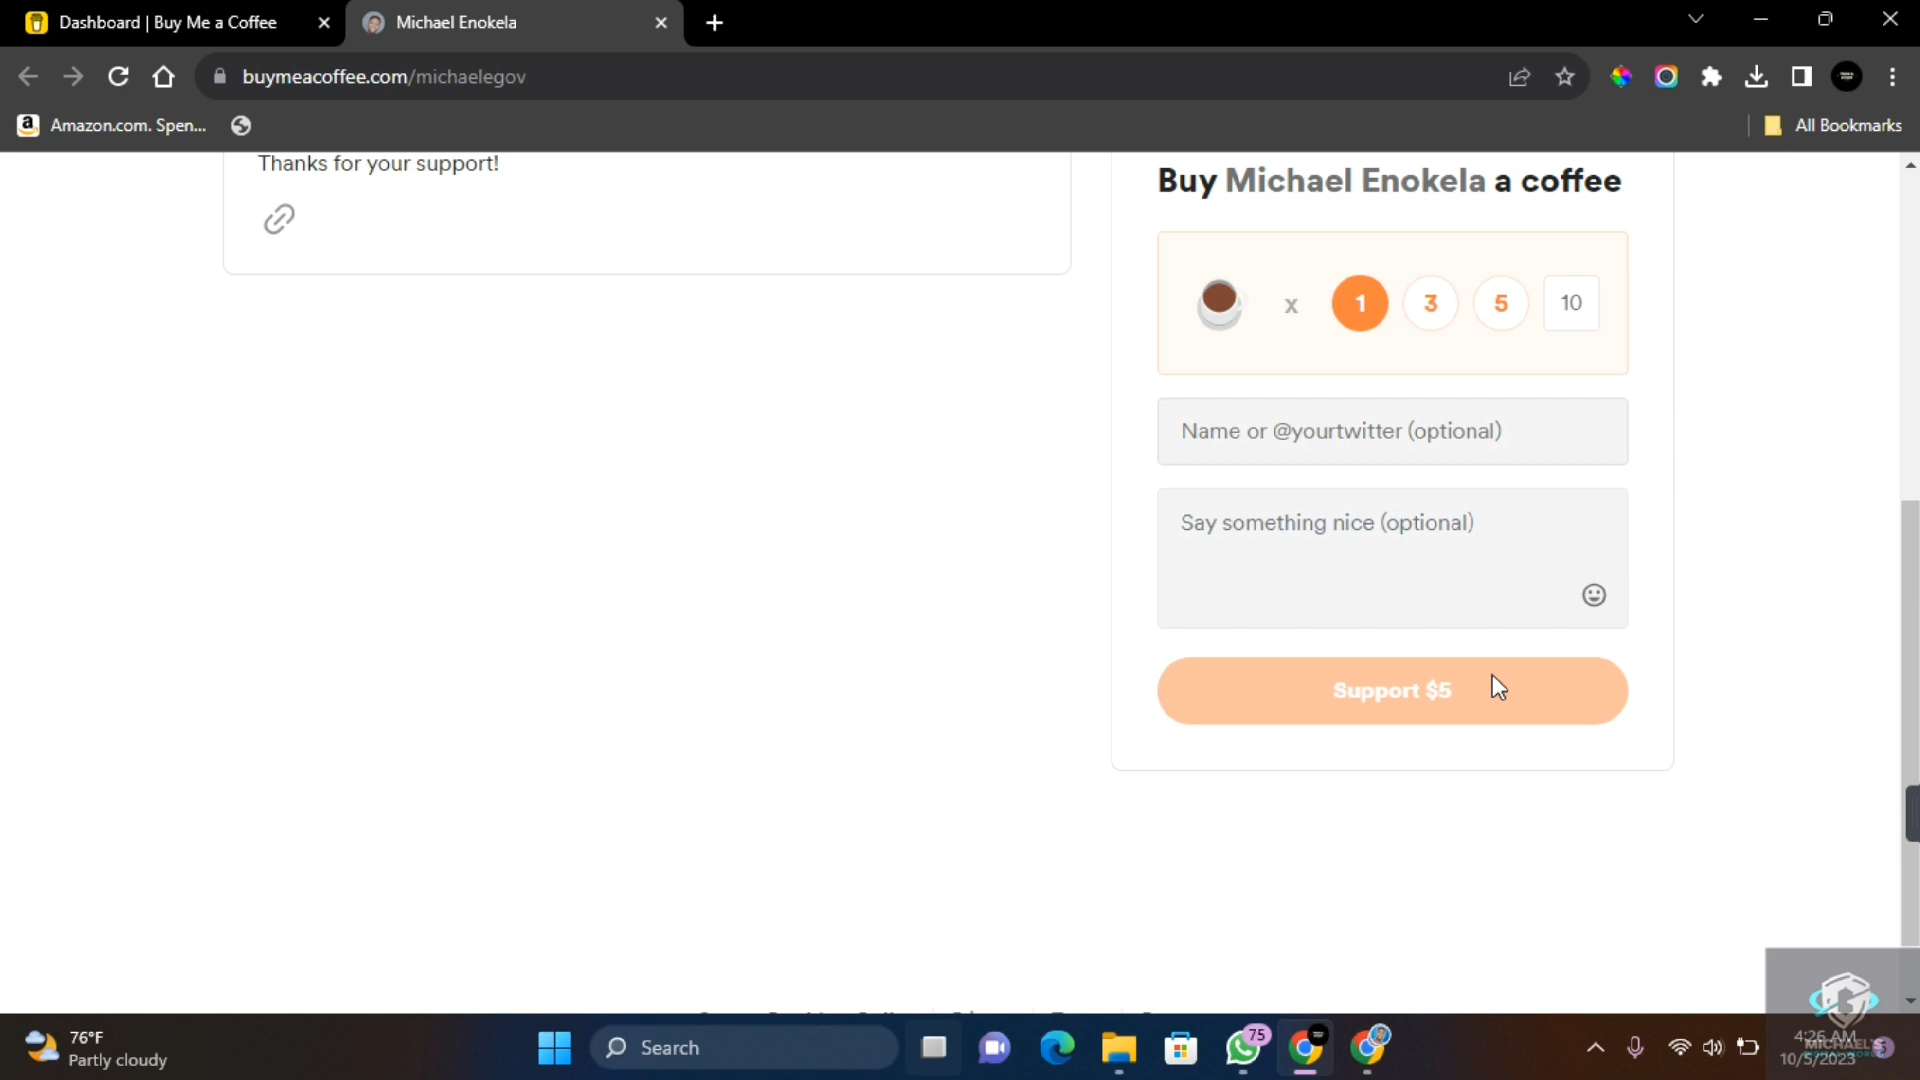 Dashboard | Buy Me a Coffee
Michael Enokela
buymeacoffee.com/michaelegov
Amazon.com. Spen...
All Bookmarks
Thanks for your support!
Buy Michael Enokela a coffee
x 1 3 5 10
Name or @yourtwitter (optional)
Say something nice (optional)
Support $5
76°F
Partly cloudy
Search
75
4:26 AM
10/5/2023
MICHAEL'S